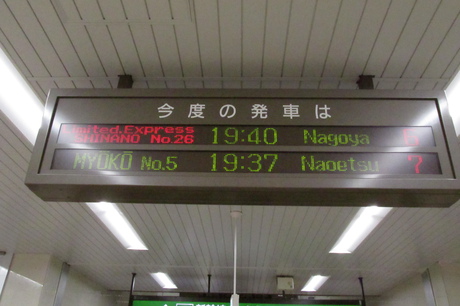 今度の発車は
Limited.Express
SHINANO No.26 19:40 Nagoya 6
MYOKO No.5 19:37 Naoetsu 7